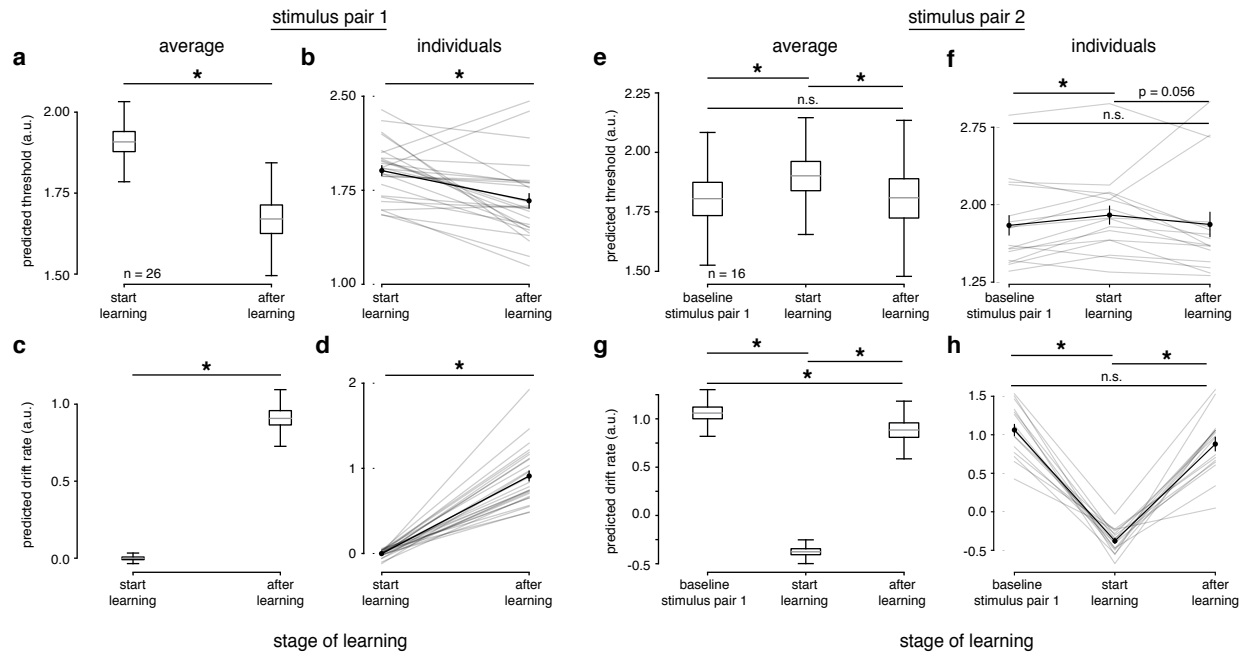 stimulus pair 1
stimulus pair 2
a
average
b
individuals
e
average
f
individuals
*
2.00
1.75
1.50
predicted threshold (a.u.)
n = 26
start
learning
after
learning
*
2.50
1.75
1.00
start
learning
after
learning
*
*
n.s.
2.25
2.00
1.75
1.50
predicted threshold (a.u.)
n = 16
baseline
stimulus pair 1
start
learning
after
learning
*
p = 0.056
n.s.
2.75
2.00
1.25
baseline
stimulus pair 1
start
learning
after
learning
c
*
1.0
0.5
0.0
predicted drift rate (a.u.)
start
learning
after
learning
d
*
2
1
0
start
learning
after
learning
g
*
*
*
1.0
0.5
0.0
-0.5
predicted drift rate (a.u.)
baseline
stimulus pair 1
start
learning
after
learning
h
*
*
n.s.
1.5
1.0
0.5
0.0
-0.5
baseline
stimulus pair 1
start
learning
after
learning
stage of learning
stage of learning